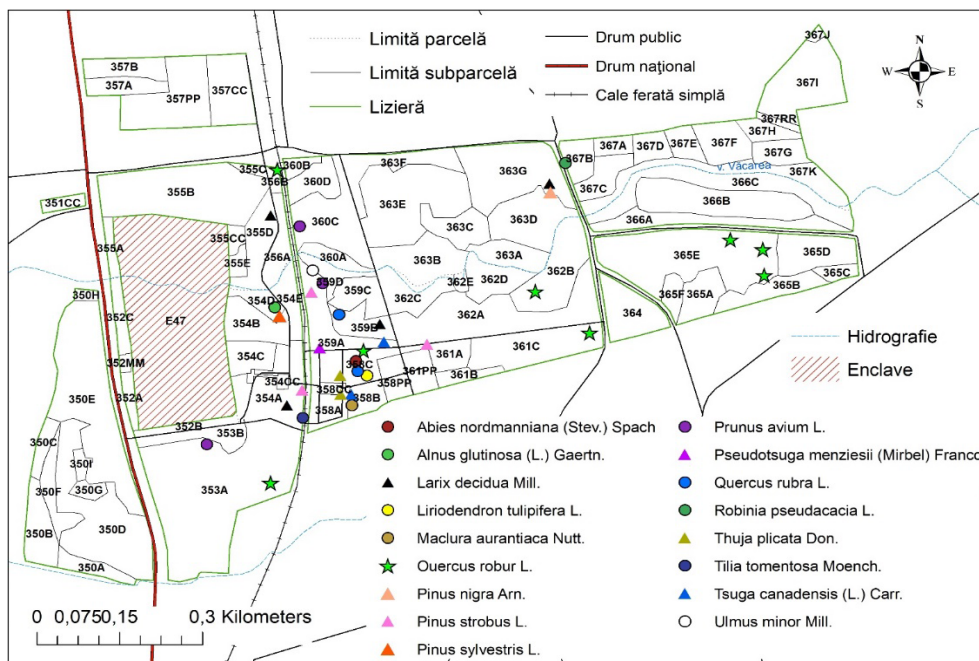 Limită parcelă
Limită subparcelă
Lizieră
Drum public
Drum naţional
Cale ferată simplă
N
W E
S
367J
367I
367RR
367H
367G
367K
367F
367E
367D
367A
367B
367C
v. Văcarea
366C
366B
366A
357B
357A
357PP
357CC
355C
356B
360B
360D
355B
351CC
355A
355D
355CC
355E
356A
360C
360A
363F
363E
363G
363D
363C
363B
363A
362E
362D
362B
362C
362A
365E
365D
365C
365B
365F
365A
364
350H
352C
E47
354D
354E
354B
354C
354CC
354A
359D
359C
359B
359A
358C
358PP
358CC
358A
358B
361PP
361A
361B
361C
352MM
352A
352B
353B
353A
350E
350C
350I
350G
350F
350D
350B
350A
Hidrografie
Enclave
Abies nordmanniana (Stev.) Spach
Alnus glutinosa (L.) Gaertn.
Larix decidua Mill.
Liriodendron tulipifera L.
Maclura aurantiaca Nutt.
Quercus robur L.
Pinus nigra Arn.
Pinus strobus L.
Pinus sylvestris L.
Prunus avium L.
Pseudotsuga menziesii (Mirbel) Franco
Quercus rubra L.
Robinia pseudacacia L.
Thuja plicata Don.
Tilia tomentosa Moench.
Tsuga canadensis (L.) Carr.
Ulmus minor Mill.
0 0,075 0,15 0,3 Kilometers